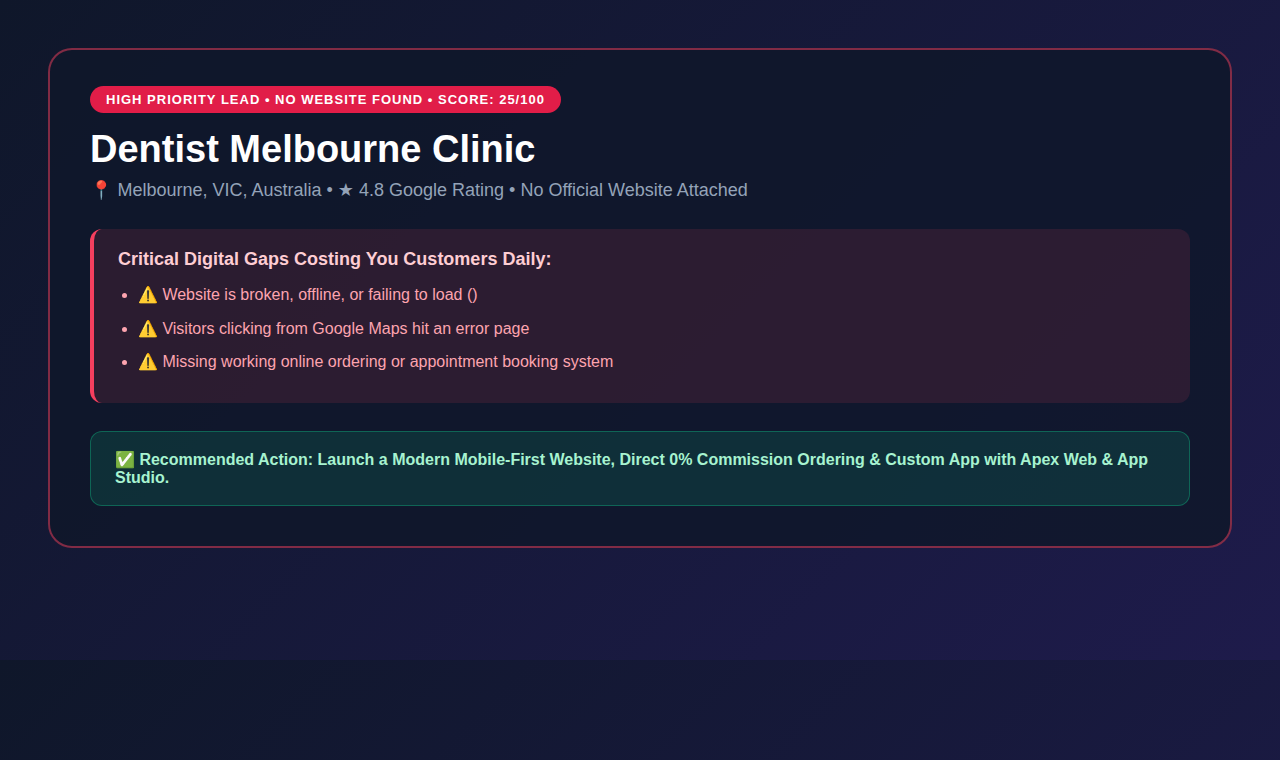 HIGH PRIORITY LEAD • NO WEBSITE FOUND • SCORE: 25/100
Dentist Melbourne Clinic
📍 Melbourne, VIC, Australia • ★ 4.8 Google Rating • No Official Website Attached
Critical Digital Gaps Costing You Customers Daily:
• ⚠️ Website is broken, offline, or failing to load ()
• ⚠️ Visitors clicking from Google Maps hit an error page
• ⚠️ Missing working online ordering or appointment booking system
✅ Recommended Action: Launch a Modern Mobile-First Website, Direct 0% Commission Ordering & Custom App with Apex Web & App
Studio.